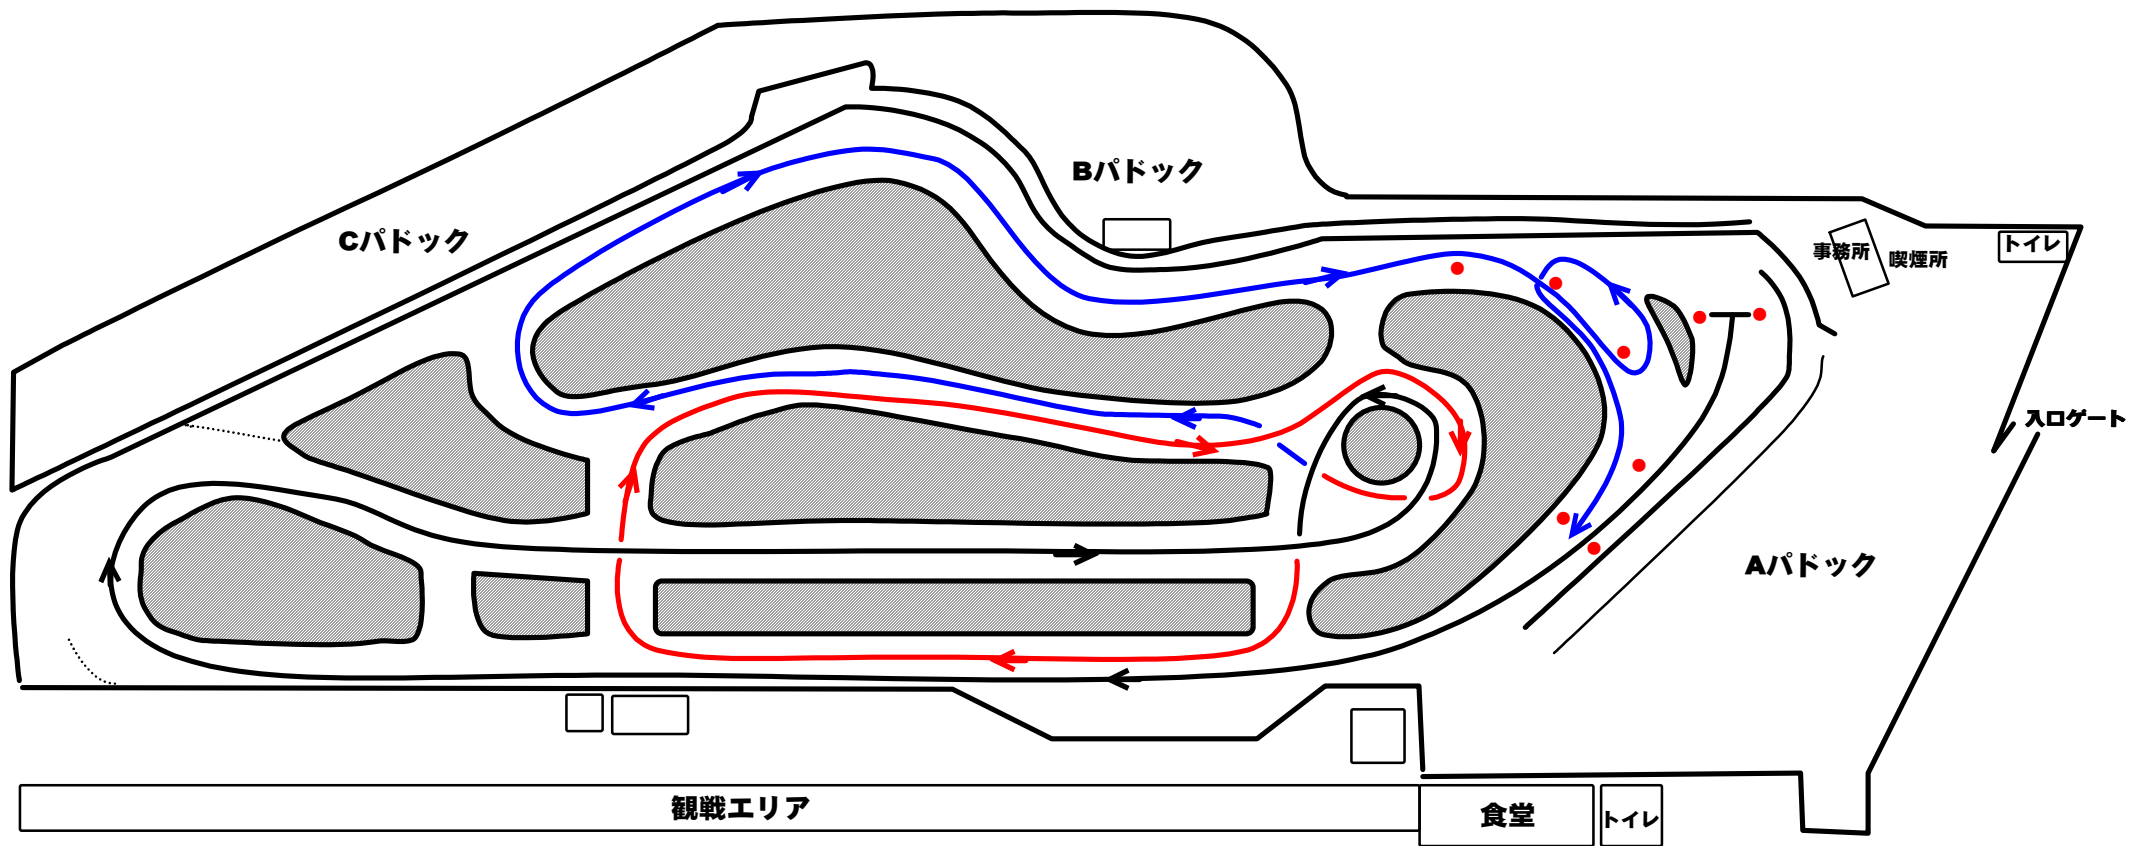 Bパドック
Cパドック
事務所
喫煙所
トイレ
入口ゲート
Aパドック
観戦エリア
食堂
トイレ